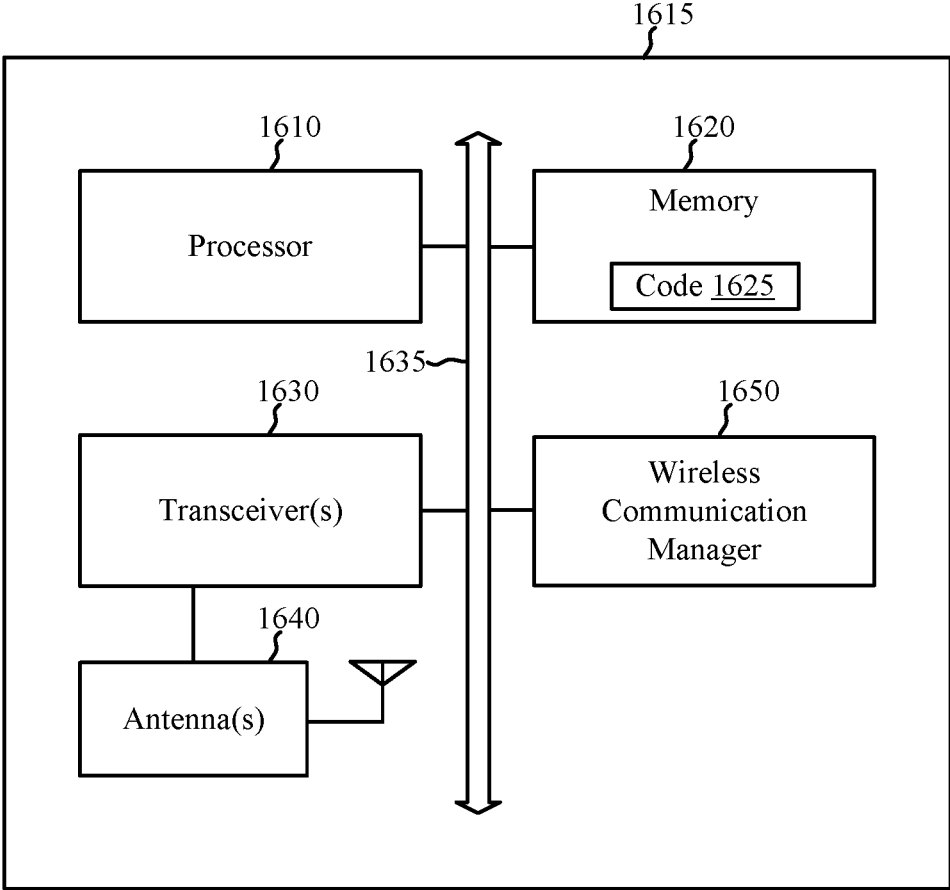 1615
1610
1620
Processor
Memory
Code 1625
1635
1630
1650
Transceiver(s)
Wireless
Communication
Manager
1640
Antenna(s)